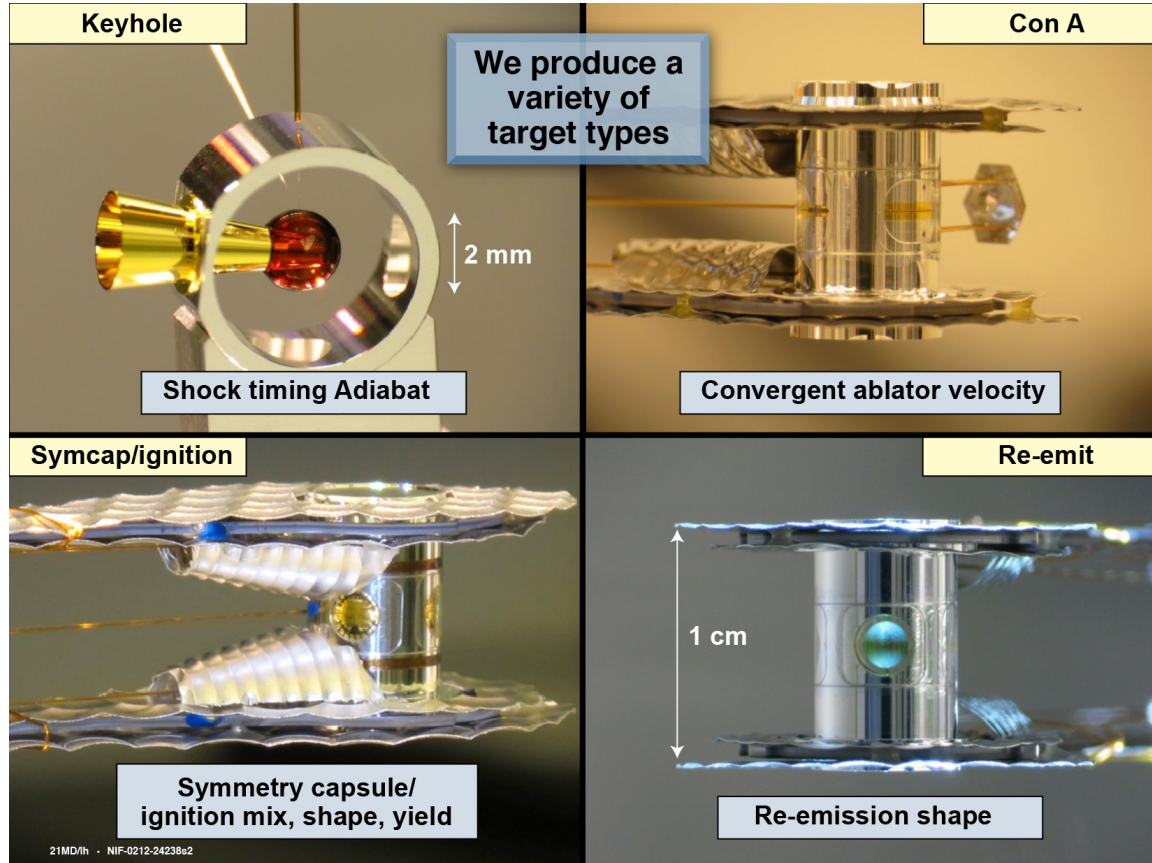 Keyhole
We produce a
variety of
target types
Con A
2 mm
Shock timing Adiabat
Convergent ablator velocity
Symcap/ignition
Re-emit
1 cm
Symmetry capsule/
ignition mix, shape, yield
Re-emission shape
21MD/lh • NIF-0212-24238s2